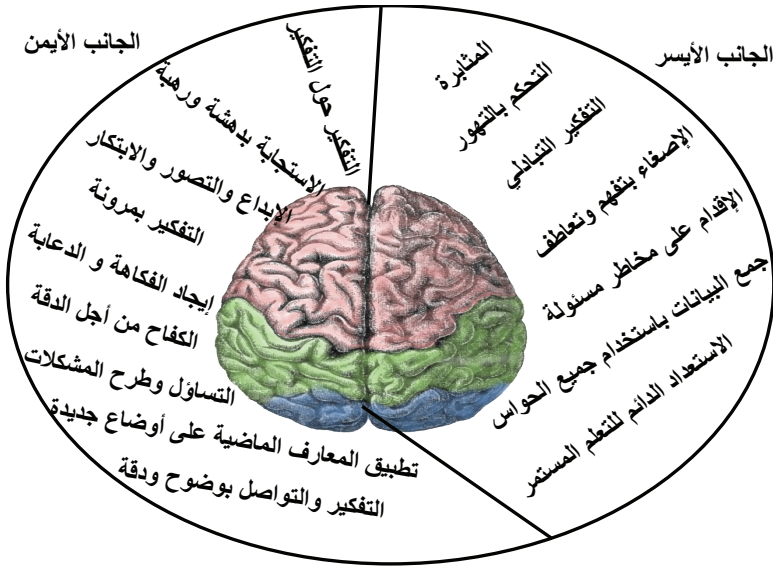 الجانب الأيسر
المثابرة
التحكم بالتهور
التفكير التبادلي
الإصغاء بتفهم وتعاطف
الإقدام على مخاطر مسئولة
جمع البيانات باستخدام جميع الحواس
الاستعداد الدائم للتعلم المستمر
الجانب الأيمن
التفكير حول التفكير
الاستجابة بدهشة ورهبة
الإبداع والتصور والابتكار
التفكير بمرونة
إيجاد الفكاهة و الدعابة
الكفاح من أجل الدقة
التساؤل وطرح المشكلات
تطبيق المعارف الماضية على أوضاع جديدة
التفكير والتواصل بوضوح ودقة